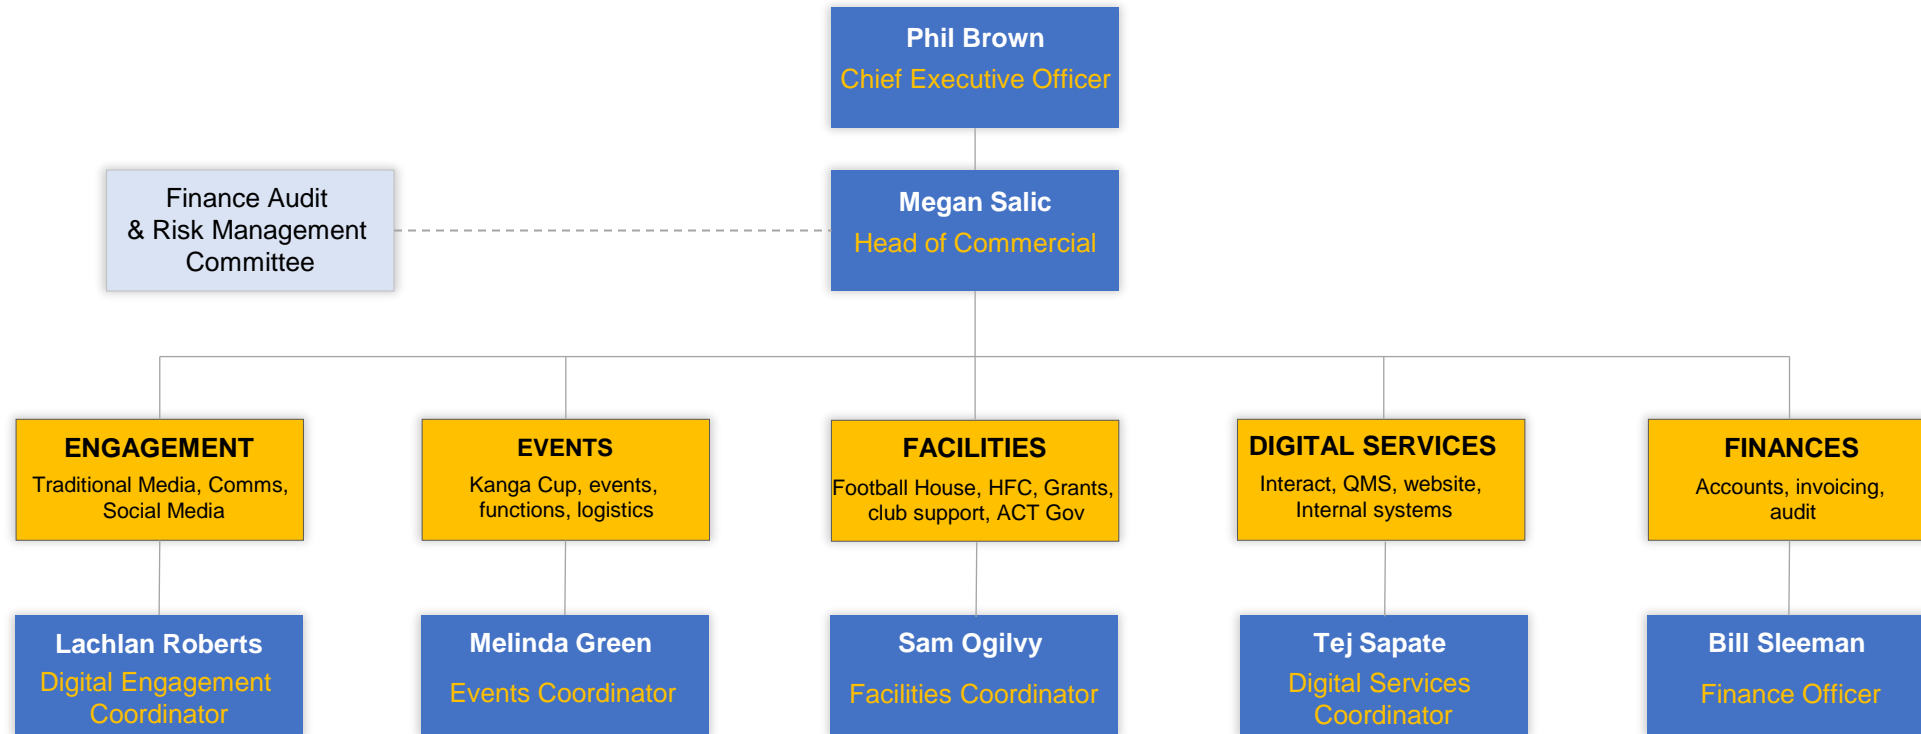 Phil Brown
Chief Executive Officer
Finance Audit
& Risk Management
Committee
Megan Salic
Head of Commercial
ENGAGEMENT
Traditional Media, Comms,
Social Media
EVENTS
Kanga Cup, events,
functions, logistics
FACILITIES
Football House, HFC, Grants,
club support, ACT Gov
DIGITAL SERVICES
Interact, QMS, website,
Internal systems
FINANCES
Accounts, invoicing,
audit
Lachlan Roberts
Digital Engagement
Coordinator
Melinda Green
Events Coordinator
Sam Ogilvy
Facilities Coordinator
Tej Sapate
Digital Services
Coordinator
Bill Sleeman
Finance Officer